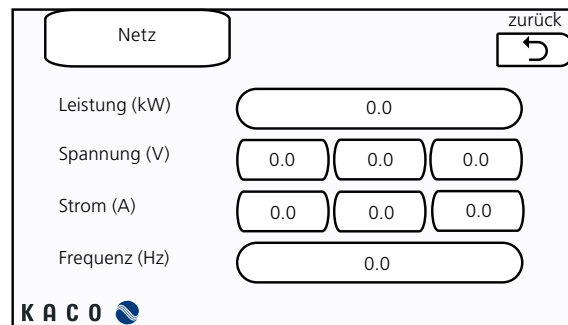 Netz
zurück
Leistung (kW) 0.0
Spannung (V) 0.0 0.0 0.0
Strom (A) 0.0 0.0 0.0
Frequenz (Hz) 0.0
KACO